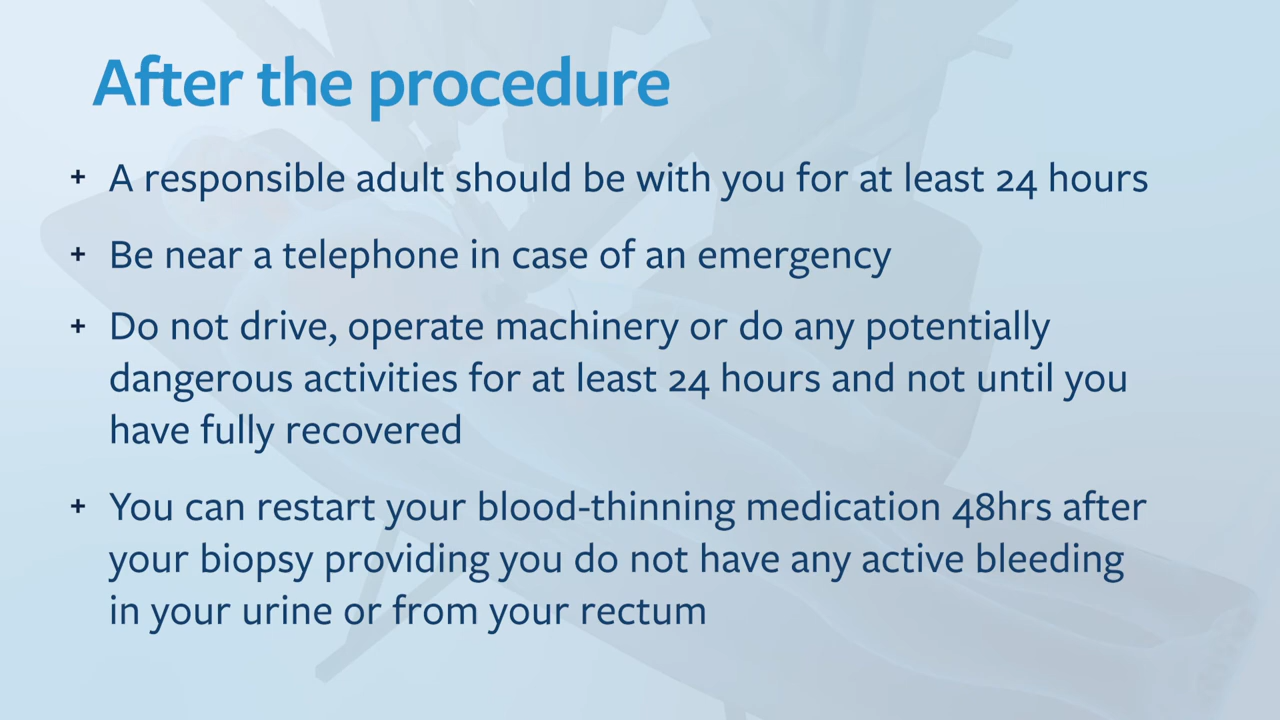 After the procedure
+ A responsible adult should be with you for at least 24 hours
+ Be near a telephone in case of an emergency
+ Do not drive, operate machinery or do any potentially
dangerous activities for at least 24 hours and not until you
have fully recovered
+ You can restart your blood-thinning medication 48hrs after
your biopsy providing you do not have any active bleeding
in your urine or from your rectum